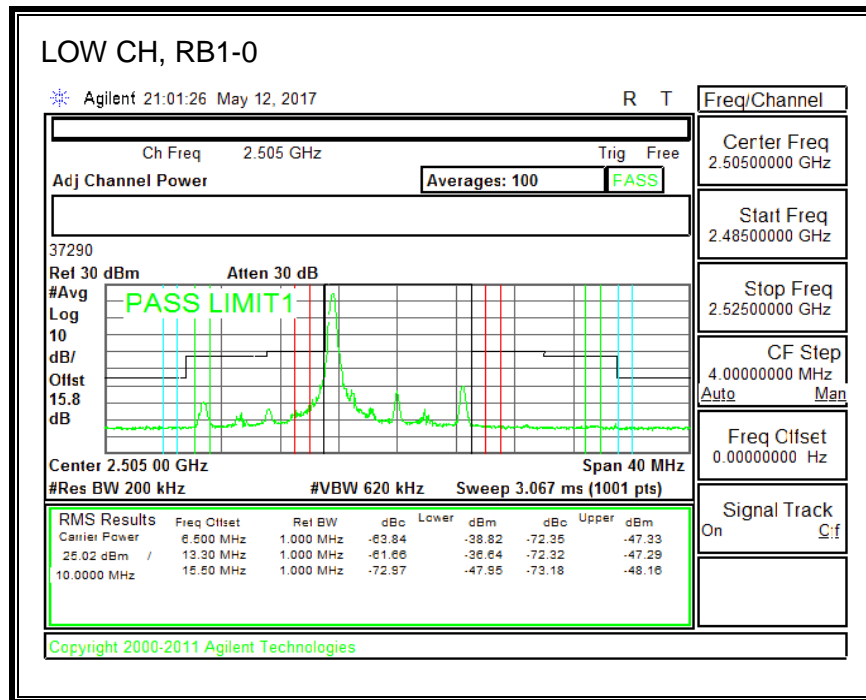 LOW CH, RB1-0
Agilent 21:01:26 May 12, 2017 R T
Freq/Channel
Ch Freq 2.505 GHz Trig Free
Adj Channel Power Averages: 100 PASS
37290
Ref 30 dBm Atten 30 dB
#Avg
Log
10
dB/
Offst
15.8
dB
PASS LIMIT1
Center 2.505 00 GHz Span 40 MHz
#Res BW 200 kHz #VBW 620 kHz Sweep 3.067 ms (1001 pts)
RMS Results Freq Offset Ref BW dBc Lower dBm dBc Upper dBm
Carrier Power 6.500 MHz 1.000 MHz -63.84 -38.82 -72.35 -47.33
25.02 dBm / 13.30 MHz 1.000 MHz -61.66 -36.64 -72.32 -47.29
10.0000 MHz 15.50 MHz 1.000 MHz -72.97 -47.95 -73.18 -48.16
Center Freq
2.50500000 GHz
Start Freq
2.48500000 GHz
Stop Freq
2.52500000 GHz
CF Step
4.00000000 MHz
Auto Man
Freq Offset
0.00000000 Hz
Signal Track
On Off
Copyright 2000-2011 Agilent Technologies